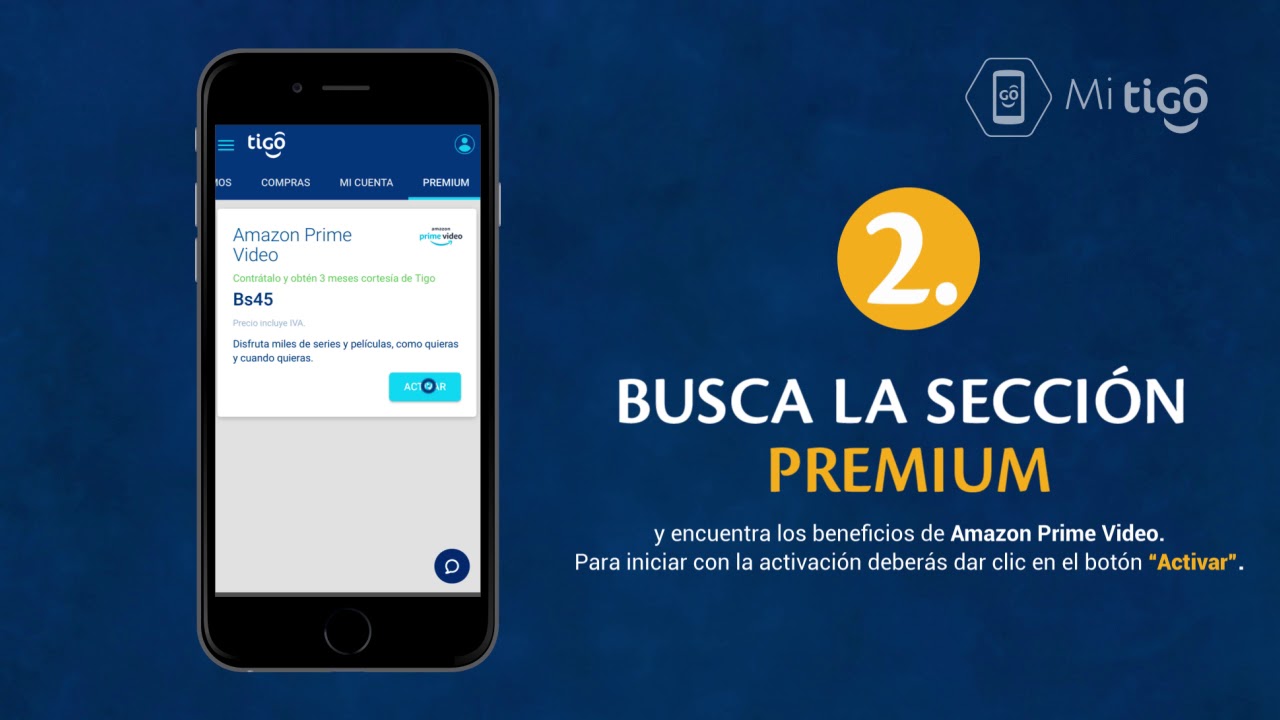 Mi tigo
GO
tigo
MOS COMPRAS MI CUENTA PREMIUM
Amazon Prime
Video
amazon
prime video
Contrátalo y obtén 3 meses cortesía de Tigo
Bs45
Precio incluye IVA.
Disfruta miles de series y películas, como quieras
y cuando quieras.
2.
BUSCA LA SECCIÓN
PREMIUM
y encuentra los beneficios de Amazon Prime Video.
Para iniciar con la activación deberás dar clic en el botón “Activar”.